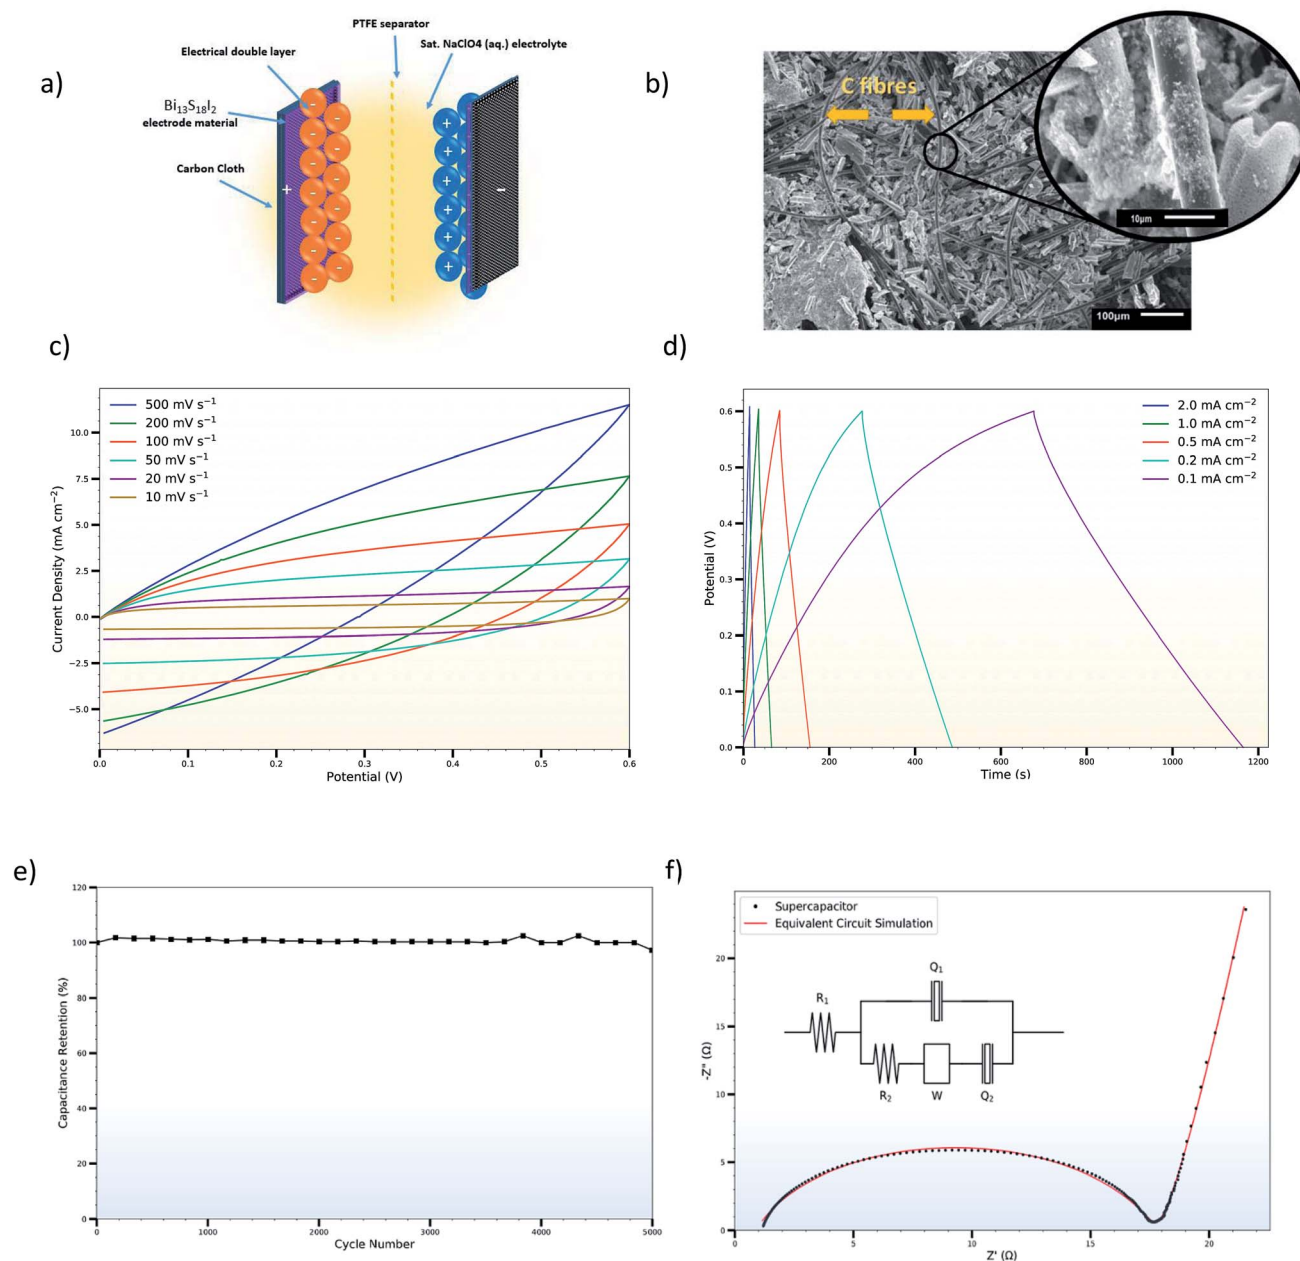 a)
PTFE separator
Electrical double layer
Sat. NaClO4 (aq.) electrolyte
Bi13S18I2
electrode material
Carbon Cloth
+
-
b)
C fibres
10µm
100µm
c)
500 mV s⁻¹
200 mV s⁻¹
100 mV s⁻¹
50 mV s⁻¹
20 mV s⁻¹
10 mV s⁻¹
10.0
7.5
5.0
2.5
0.0
−2.5
−5.0
Current Density (mA cm⁻²)
0.0 0.1 0.2 0.3 0.4 0.5 0.6
Potential (V)
d)
2.0 mA cm⁻²
1.0 mA cm⁻²
0.5 mA cm⁻²
0.2 mA cm⁻²
0.1 mA cm⁻²
0.6
0.5
0.4
0.3
0.2
0.1
0.0
Potential (V)
0 200 400 600 800 1000 1200
Time (s)
e)
120
100
80
60
40
20
0
Capacitance Retention (%)
0 1000 2000 3000 4000 5000
Cycle Number
f)
Supercapacitor
Equivalent Circuit Simulation
Q1
R1
R2 W Q2
20
15
10
5
0
-Z" (Ω)
0 5 10 15 20
Z' (Ω)